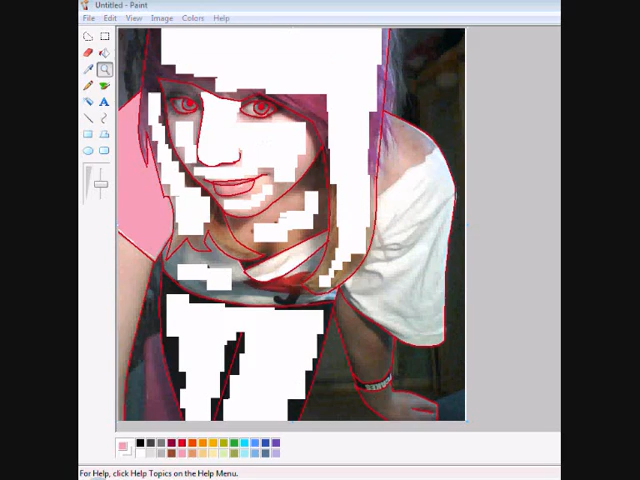 Untitled - Paint
File Edit View Image Colors Help
A
For Help, click Help Topics on the Help Menu.